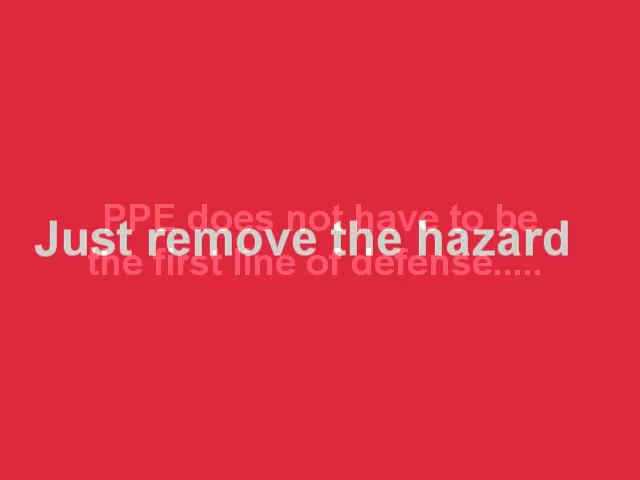 PPE does not have to be
Just remove the hazard
the first line of defense.....